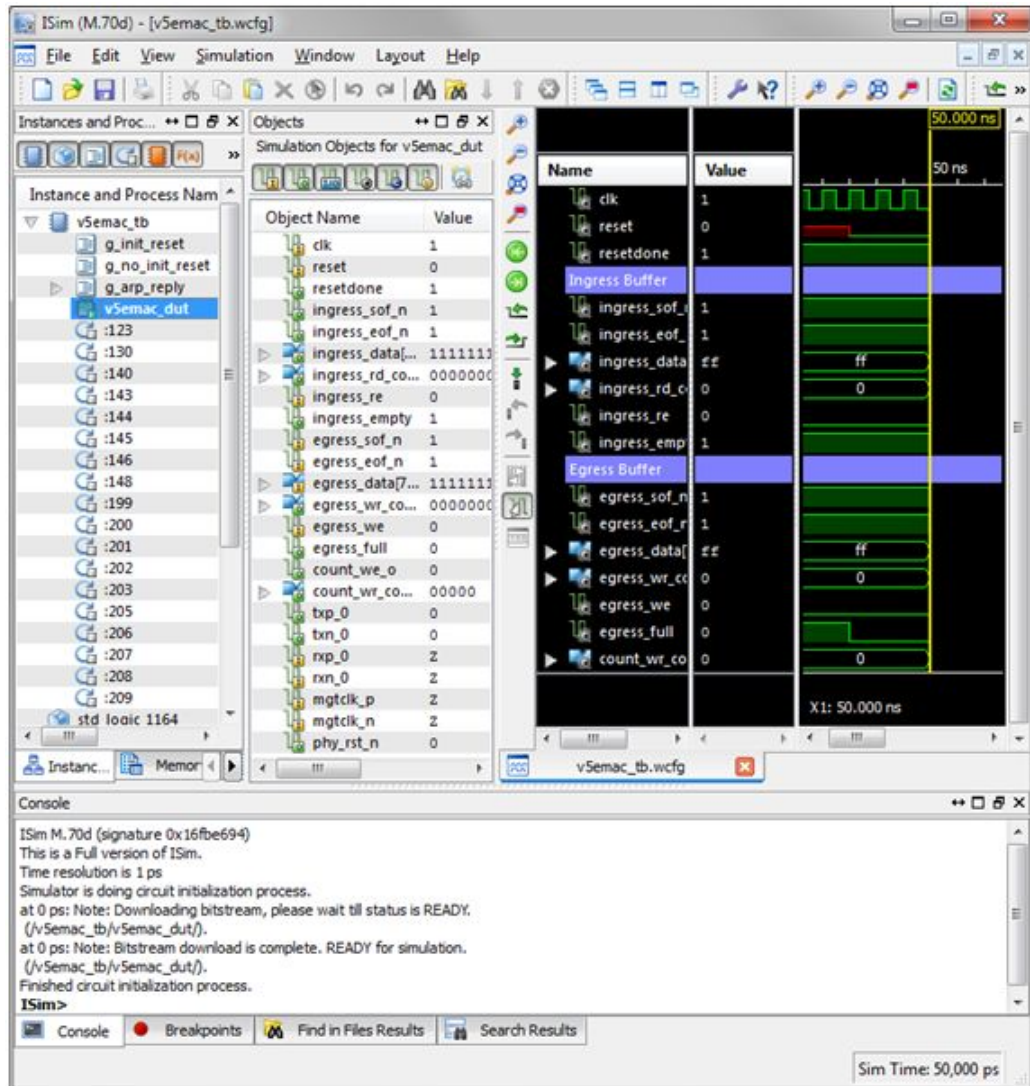 ISim (M.70d) - [v5emac_tb.wcfg]
File Edit View Simulation Window Layout Help
Instances and Proc...
Instance and Process Nam
v5emac_tb
g_init_reset
g_no_init_reset
g_arp_reply
v5emac_dut
:123
:130
:140
:143
:144
:145
:146
:148
:199
:200
:201
:202
:203
:205
:206
:207
:208
:209
std_logic_1164
Instanc... Memor
Objects
Simulation Objects for v5emac_dut
Object Name Value
clk 1
reset 0
resetdone 1
ingress_sof_n 1
ingress_eof_n 1
ingress_data[... 1111111
ingress_rd_co... 0000000
ingress_re 0
ingress_empty 1
egress_sof_n 1
egress_eof_n 1
egress_data[7... 1111111
egress_wr_co... 0000000
egress_we 0
egress_full 0
count_we_o 0
count_wr_co... 00000
txp_0 0
txn_0 0
rxp_0 Z
rxn_0 Z
mgtclk_p Z
mgtclk_n Z
phy_rst_n 0
50.000 ns
Name Value 50 ns
clk 1
reset 0
resetdone 1
Ingress Buffer
ingress_sof_ 1
ingress_eof_ 1
ingress_data ff ff
ingress_rd_c 0 0
ingress_re 0
ingress_emp 1
Egress Buffer
egress_sof_n 1
egress_eof_r 1
egress_data[ ff ff
egress_wr_cc 0 0
egress_we 0
egress_full 0
count_wr_co 0 0
X1: 50.000 ns
v5emac_tb.wcfg
Console
ISim M.70d (signature 0x16fbe694)
This is a Full version of ISim.
Time resolution is 1 ps
Simulator is doing circuit initialization process.
at 0 ps: Note: Downloading bitstream, please wait till status is READY.
(/v5emac_tb/v5emac_dut/).
at 0 ps: Note: Bitstream download is complete. READY for simulation.
(/v5emac_tb/v5emac_dut/).
Finished circuit initialization process.
ISim>
Console Breakpoints Find in Files Results Search Results
Sim Time: 50,000 ps